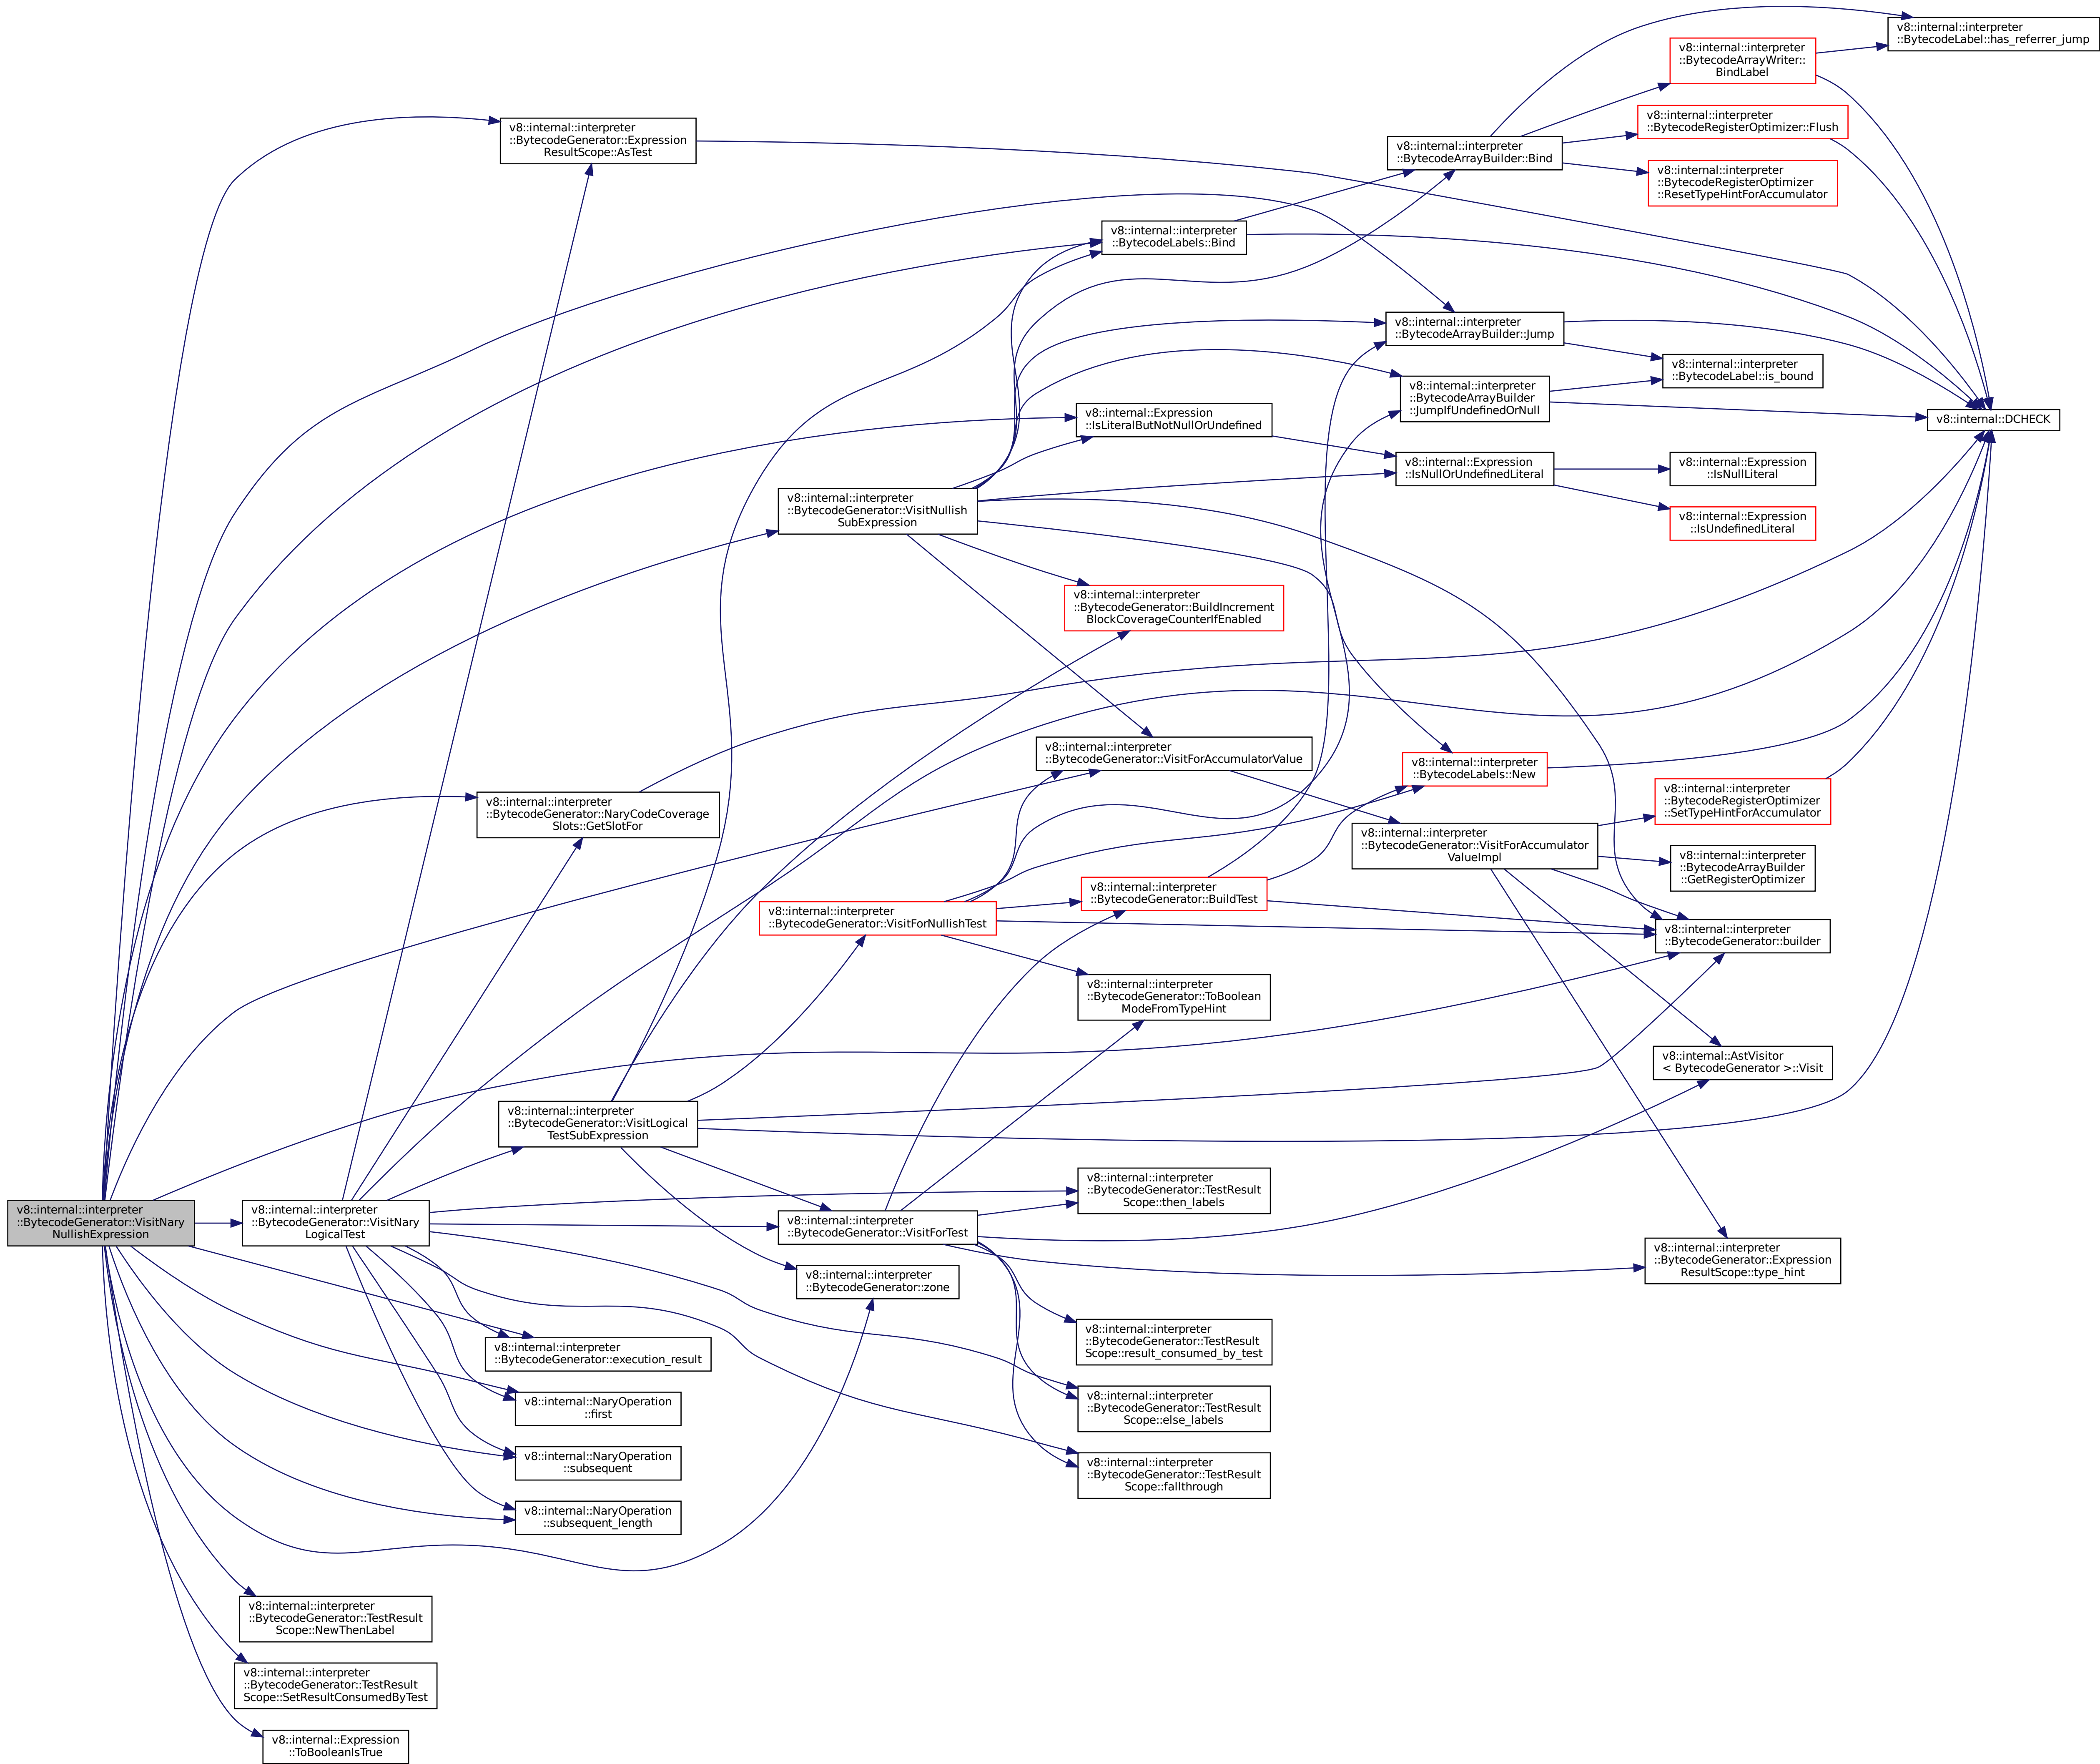 v8::internal::interpreter
::BytecodeGenerator::VisitNary
NullishExpression
v8::internal::interpreter
::BytecodeGenerator::Expression
ResultScope::AsTest
v8::internal::interpreter
::BytecodeLabels::Bind
v8::internal::interpreter
::BytecodeArrayBuilder::Bind
v8::internal::interpreter
::BytecodeArrayWriter::
BindLabel
v8::internal::interpreter
::BytecodeLabel::has_referrer_jump
v8::internal::interpreter
::BytecodeRegisterOptimizer::Flush
v8::internal::interpreter
::BytecodeRegisterOptimizer
::ResetTypeHintForAccumulator
v8::internal::interpreter
::BytecodeArrayBuilder::Jump
v8::internal::interpreter
::BytecodeLabel::is_bound
v8::internal::interpreter
::BytecodeArrayBuilder
::JumpIfUndefinedOrNull
v8::internal::DCHECK
v8::internal::Expression
::IsLiteralButNotNullOrUndefined
v8::internal::Expression
::IsNullOrUndefinedLiteral
v8::internal::Expression
::IsNullLiteral
v8::internal::Expression
::IsUndefinedLiteral
v8::internal::interpreter
::BytecodeGenerator::VisitNullish
SubExpression
v8::internal::interpreter
::BytecodeGenerator::BuildIncrement
BlockCoverageCounterIfEnabled
v8::internal::interpreter
::BytecodeGenerator::VisitForAccumulatorValue
v8::internal::interpreter
::BytecodeLabels::New
v8::internal::interpreter
::BytecodeRegisterOptimizer
::SetTypeHintForAccumulator
v8::internal::interpreter
::BytecodeGenerator::NaryCodeCoverage
Slots::GetSlotFor
v8::internal::interpreter
::BytecodeGenerator::VisitForAccumulator
ValueImpl
v8::internal::interpreter
::BytecodeArrayBuilder
::GetRegisterOptimizer
v8::internal::interpreter
::BytecodeGenerator::VisitForNullishTest
v8::internal::interpreter
::BytecodeGenerator::BuildTest
v8::internal::interpreter
::BytecodeGenerator::builder
v8::internal::interpreter
::BytecodeGenerator::ToBoolean
ModeFromTypeHint
v8::internal::AstVisitor
< BytecodeGenerator >::Visit
v8::internal::interpreter
::BytecodeGenerator::VisitLogical
TestSubExpression
v8::internal::interpreter
::BytecodeGenerator::TestResult
Scope::then_labels
v8::internal::interpreter
::BytecodeGenerator::VisitNary
LogicalTest
v8::internal::interpreter
::BytecodeGenerator::VisitForTest
v8::internal::interpreter
::BytecodeGenerator::Expression
ResultScope::type_hint
v8::internal::interpreter
::BytecodeGenerator::zone
v8::internal::interpreter
::BytecodeGenerator::execution_result
v8::internal::interpreter
::BytecodeGenerator::TestResult
Scope::result_consumed_by_test
v8::internal::NaryOperation
::first
v8::internal::interpreter
::BytecodeGenerator::TestResult
Scope::else_labels
v8::internal::NaryOperation
::subsequent
v8::internal::interpreter
::BytecodeGenerator::TestResult
Scope::fallthrough
v8::internal::NaryOperation
::subsequent_length
v8::internal::interpreter
::BytecodeGenerator::TestResult
Scope::NewThenLabel
v8::internal::interpreter
::BytecodeGenerator::TestResult
Scope::SetResultConsumedByTest
v8::internal::Expression
::ToBooleanIsTrue